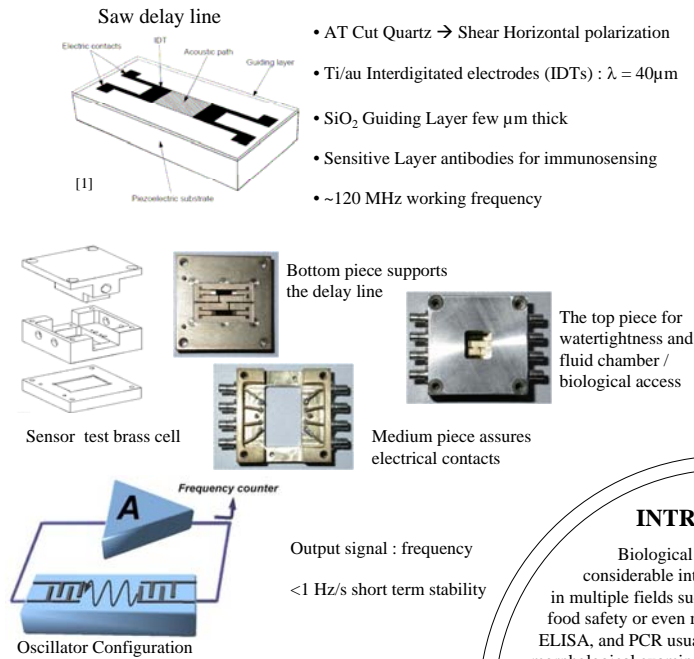 Saw delay line
IDT
Electric contacts
Acoustic path
Guiding layer
[1]
Piezoelectric substrate
• AT Cut Quartz → Shear Horizontal polarization
• Ti/au Interdigitated electrodes (IDTs) : λ = 40µm
• SiO₂ Guiding Layer few µm thick
• Sensitive Layer antibodies for immunosensing
• ~120 MHz working frequency
Bottom piece supports
the delay line
The top piece for
watertightness and
fluid chamber /
biological access
Sensor test brass cell
Medium piece assures
electrical contacts
Frequency counter
A
Output signal : frequency
<1 Hz/s short term stability
Oscillator Configuration
INTR
Biological
considerable int
in multiple fields su
food safety or even
ELISA, and PCR usua